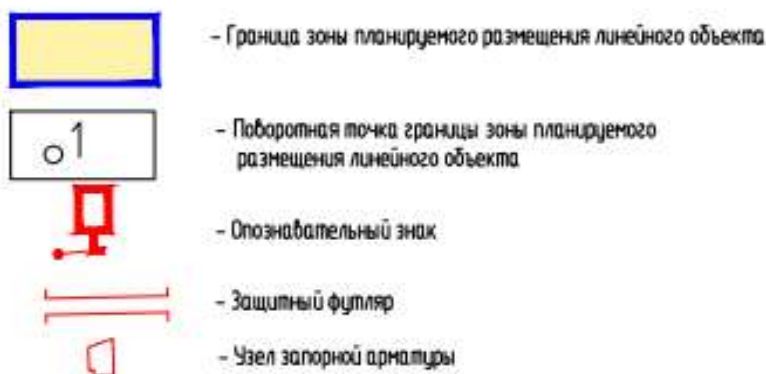 - Граница зоны планируемого размещения линейного объекта
1
- Поворотная точка границы зоны планируемого
размещения линейного объекта
- Опознавательный знак
- Защитный футляр
- Узел запорной арматуры